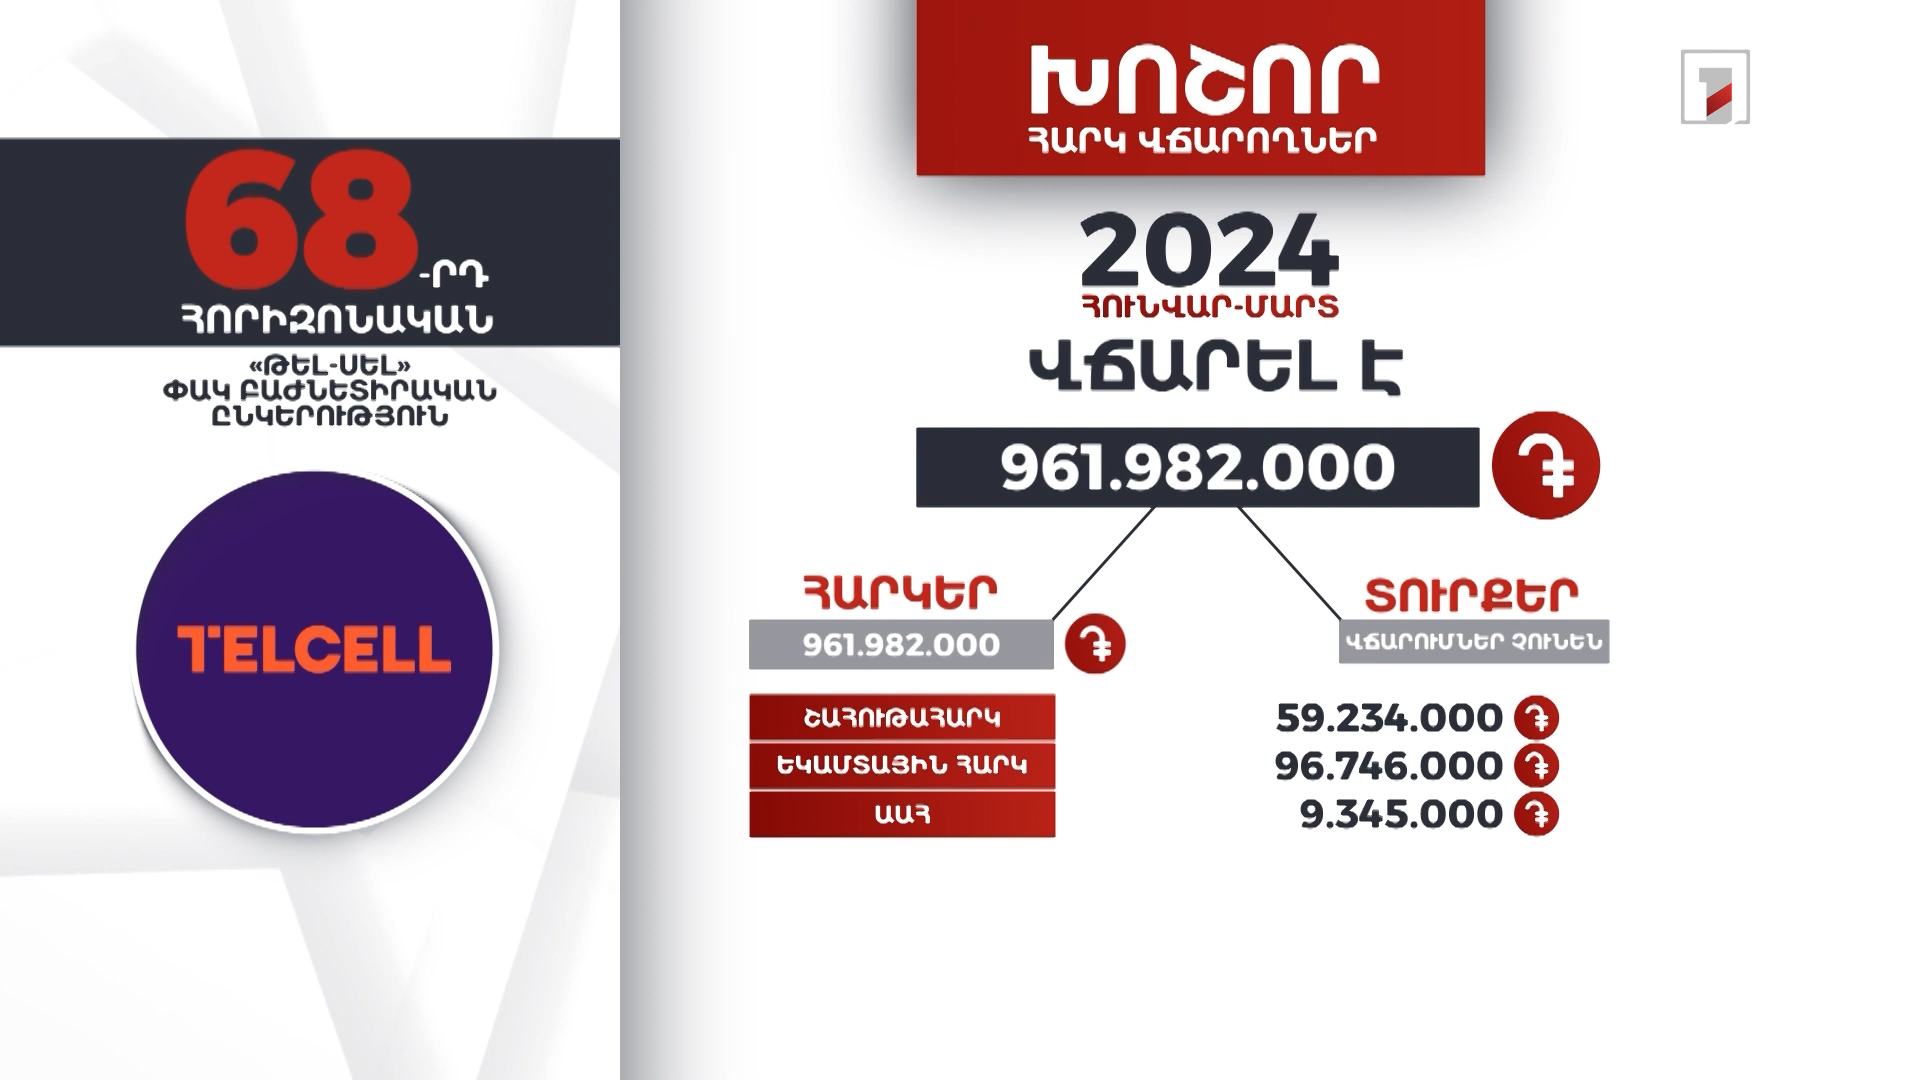 68-ՐԴ
ՀՈՐԻԶՈՆԱԿԱՆ
«ԹԵԼ-ՍԵԼ»
ՓԱԿ ԲԱԺՆԵՏԻՐԱԿԱՆ
ԸՆԿԵՐՈՒԹՅՈՒՆ
TELCELL
ԽՈՇՈՐ
ՀԱՐԿ ՎՃԱՐՈՂՆԵՐ
1
2024
ՀՈՒՆՎԱՐ-ՄԱՐՏ
ՎՃԱՐԵԼ Է
961.982.000 ֏
ՀԱՐԿԵՐ
961.982.000 ֏
ՏՈՒՐՔԵՐ
ՎՃԱՐՈՒՄՆԵՐ ՉՈՒՆԵՆ
ՇԱՀՈՒԹԱՀԱՐԿ 59.234.000 ֏
ԵԿԱՄՏԱՅԻՆ ՀԱՐԿ 96.746.000 ֏
ԱԱՀ 9.345.000 ֏